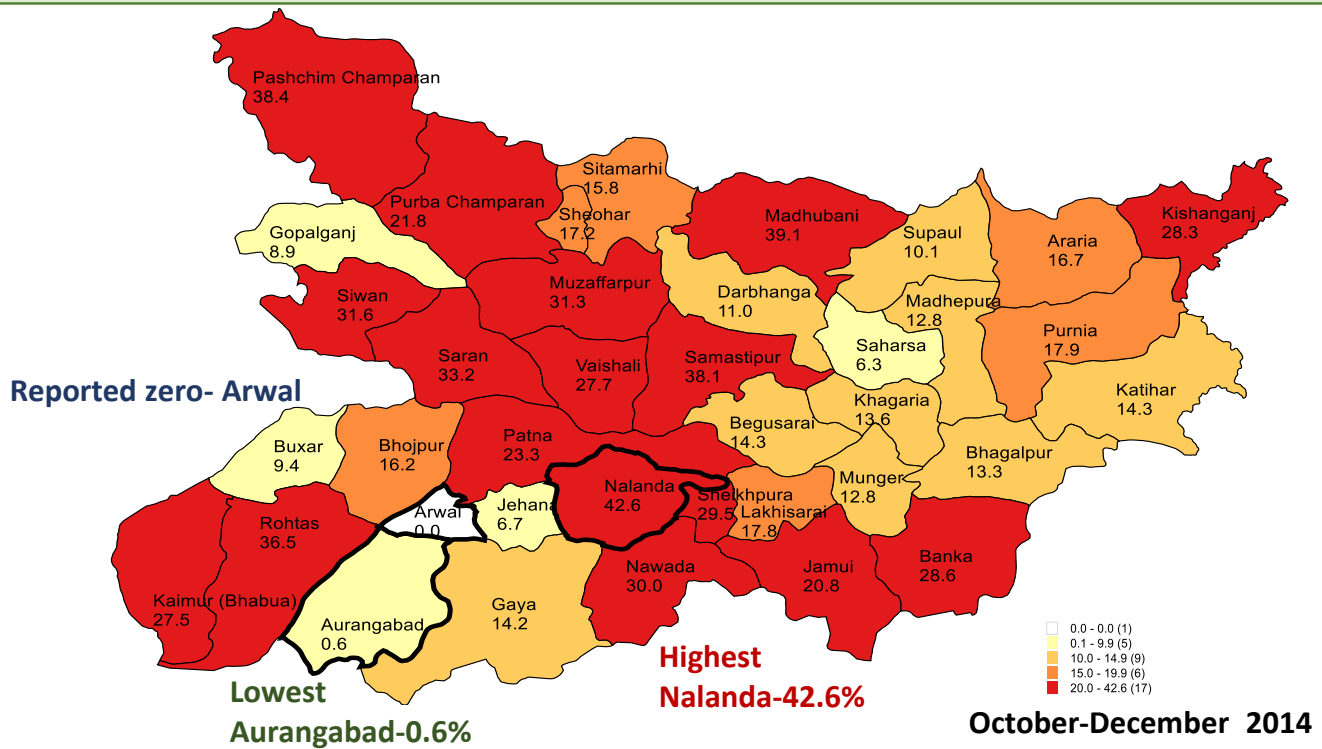 Pashchim Champaran
38.4
Sitamarhi
15.8
Purba Champaran
21.8
Sheohar
17.2
Madhubani
39.1
Kishanganj
28.3
Gopalganj
8.9
Supaul
10.1
Araria
16.7
Siwan
31.6
Muzaffarpur
31.3
Darbhanga
11.0
Madhepura
12.8
Purnia
17.9
Saran
33.2
Vaishali
27.7
Samastipur
38.1
Saharsa
6.3
Reported zero- Arwal
Katihar
14.3
Khagaria
13.6
Begusarai
14.3
Buxar
9.4
Bhojpur
16.2
Patna
23.3
Bhagalpur
13.3
Munger
12.8
Nalanda
42.6
Sheikhpura
29.5
Lakhisarai
17.8
Arwal
0.0
Jehana
6.7
Rohtas
36.5
Nawada
30.0
Jamui
20.8
Banka
28.6
Kaimur (Bhabua)
27.5
Gaya
14.2
Aurangabad
0.6
0.0 - 0.0 (1)
0.1 - 9.9 (5)
10.0 - 14.9 (9)
15.0 - 19.9 (6)
20.0 - 42.6 (17)
Highest
Nalanda-42.6%
Lowest
Aurangabad-0.6%
October-December 2014